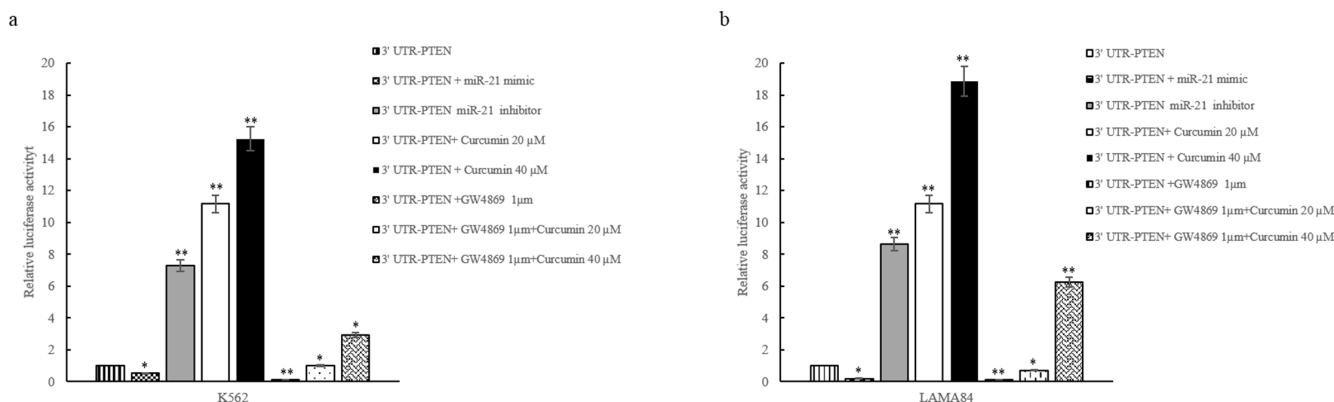 a
3' UTR-PTEN
3' UTR-PTEN + miR-21 mimic
3' UTR-PTEN miR-21 inhibitor
3' UTR-PTEN+ Curcumin 20 µM
3' UTR-PTEN + Curcumin 40 µM
3' UTR-PTEN +GW4869 1µm
3' UTR-PTEN+ GW4869 1µm+Curcumin 20 µM
3' UTR-PTEN+ GW4869 1µm+Curcumin 40 µM
Relative luciferase activityt
20
18
16
14
12
10
8
6
4
2
0
*
**
**
**
**
*
*
K562
b
3' UTR-PTEN
3' UTR-PTEN + miR-21 mimic
3' UTR-PTEN miR-21 inhibitor
3' UTR-PTEN+ Curcumin 20 µM
3' UTR-PTEN + Curcumin 40 µM
3' UTR-PTEN +GW4869 1µm
3' UTR-PTEN+ GW4869 1µm+Curcumin 20 µM
3' UTR-PTEN+ GW4869 1µm+Curcumin 40 µM
Relative luciferase activity
20
18
16
14
12
10
8
6
4
2
0
*
**
**
**
**
*
**
LAMA84